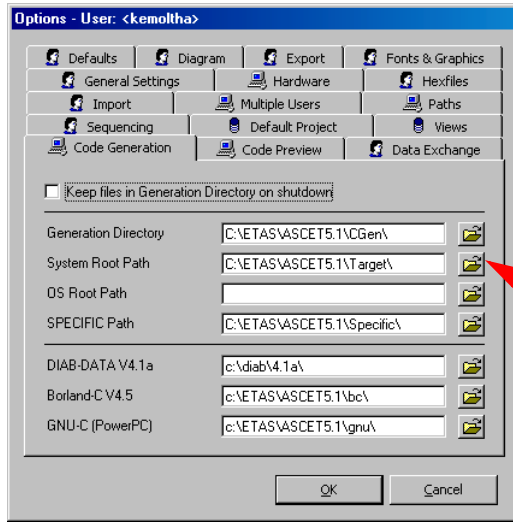 Options - User: <kemoltha>
Defaults Diagram Export Fonts & Graphics
General Settings Hardware Hexfiles
Import Multiple Users Paths
Sequencing Default Project Views
Code Generation Code Preview Data Exchange
Keep files in Generation Directory on shutdown
Generation Directory C:\ETAS\ASCET5.1\CGen\
System Root Path C:\ETAS\ASCET5.1\Target\
OS Root Path
SPECIFIC Path C:\ETAS\ASCET5.1\Specific\
DIAB-DATA V4.1a c:\diab\4.1a\
Borland-C V4.5 c:\ETAS\ASCET5.1\bc\
GNU-C (PowerPC) c:\ETAS\ASCET5.1\gnu\
OK Cancel